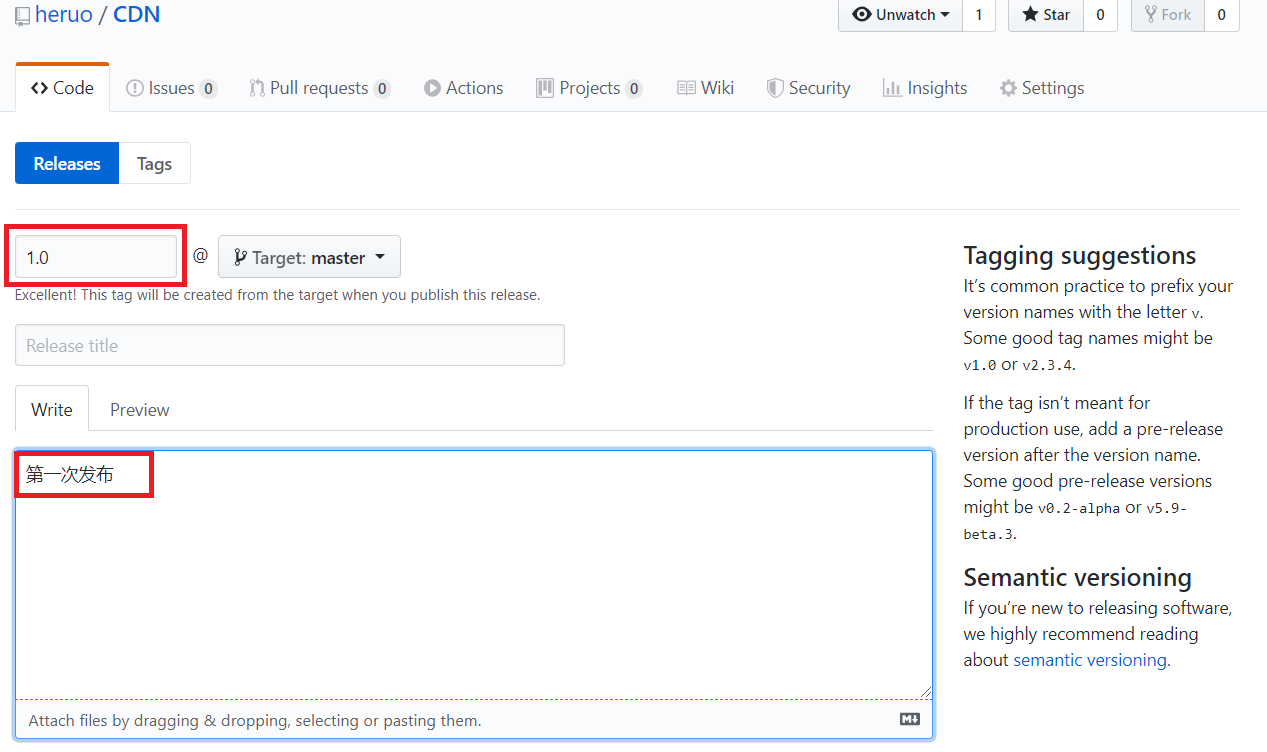 heruo / CDN
Unwatch 1 Star 0 Fork 0
Code Issues 0 Pull requests 0 Actions Projects 0 Wiki Security Insights Settings
Releases Tags
1.0 @ Target: master
Excellent! This tag will be created from the target when you publish this release.
Release title
Write Preview
第一次发布
Attach files by dragging & dropping, selecting or pasting them.
Tagging suggestions
It’s common practice to prefix your
version names with the letter v.
Some good tag names might be
v1.0 or v2.3.4.
If the tag isn’t meant for
production use, add a pre-release
version after the version name.
Some good pre-release versions
might be v0.2-alpha or v5.9-
beta.3.
Semantic versioning
If you’re new to releasing software,
we highly recommend reading
about semantic versioning.